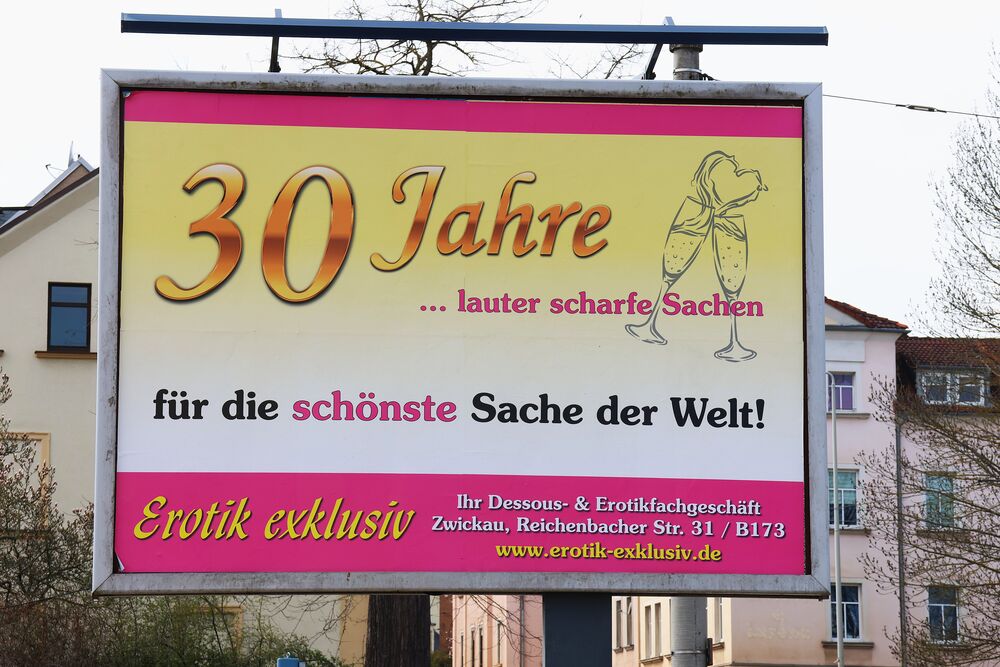 30 Jahre
... lauter scharfe Sachen
für die schönste Sache der Welt!
Erotik exklusiv
Ihr Dessous- & Erotikfachgeschäft
Zwickau, Reichenbacher Str. 31 / B173
www.erotik-exklusiv.de